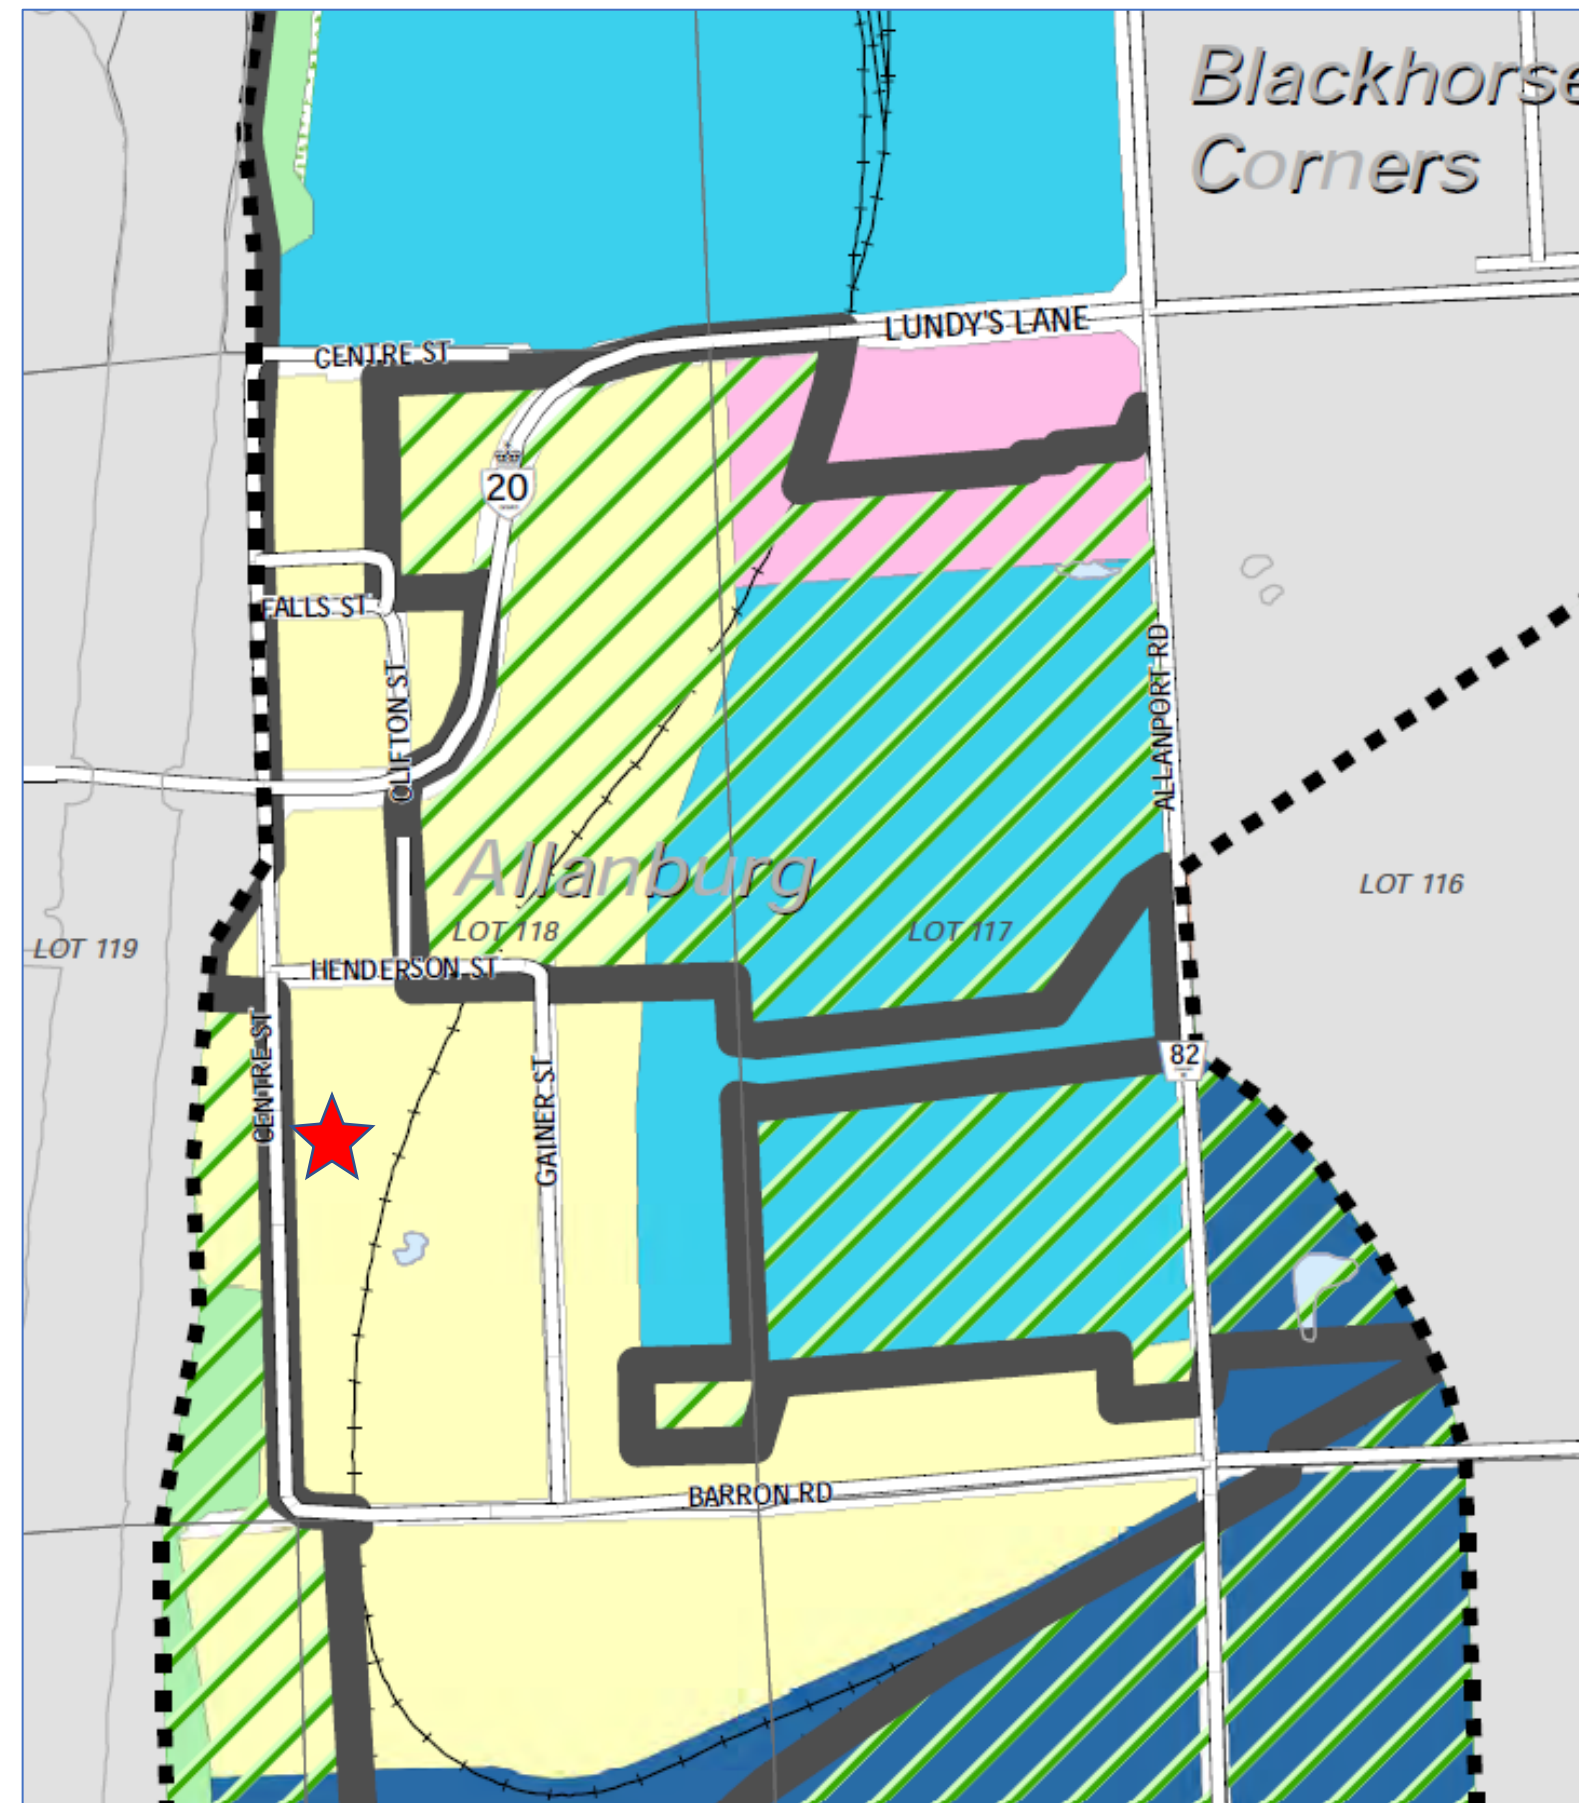 Blackhorse
Corners
LUNDY'S LANE
CENTRE ST
20
FALLS ST
CLIFTON ST
ALLANPORT RD
Allanburg
LOT 116
LOT 118
LOT 117
LOT 119
HENDERSON ST
CENTRE ST
GAINER ST
82
BARRON RD